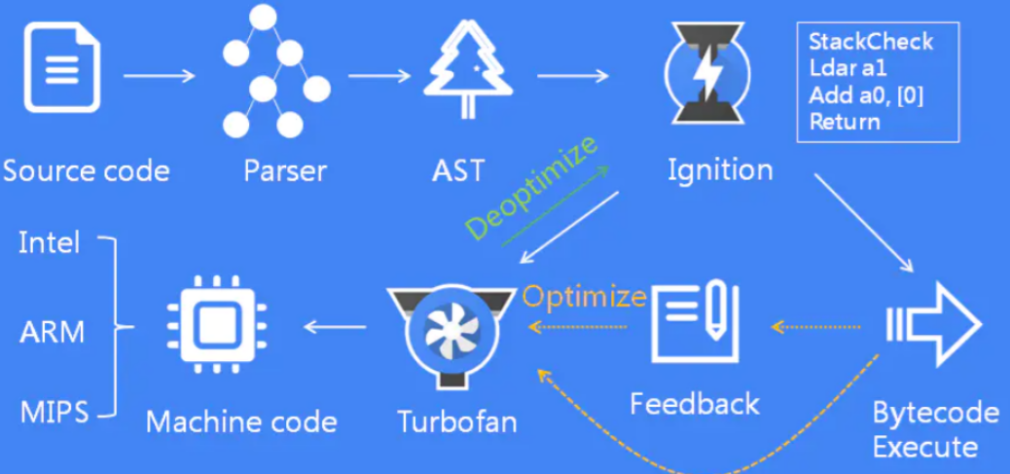 StackCheck
Ldar a1
Add a0, [0]
Return
Source code
Parser
AST
Ignition
Deoptimize
Intel
ARM
MIPS
Optimize
Machine code
Turbofan
Feedback
Bytecode
Execute